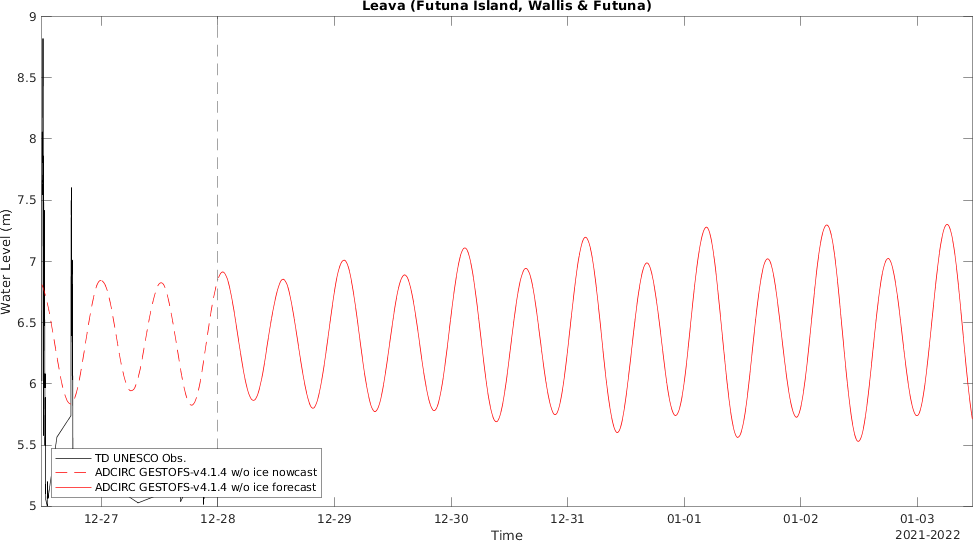 Leava (Futuna Island, Wallis & Futuna)
Water Level (m)
9
8.5
8
7.5
7
6.5
6
5.5
5
TD UNESCO Obs.
ADCIRC GESTOFS-v4.1.4 w/o ice nowcast
ADCIRC GESTOFS-v4.1.4 w/o ice forecast
12-27 12-28 12-29 12-30 12-31 01-01 01-02 01-03
Time
2021-2022